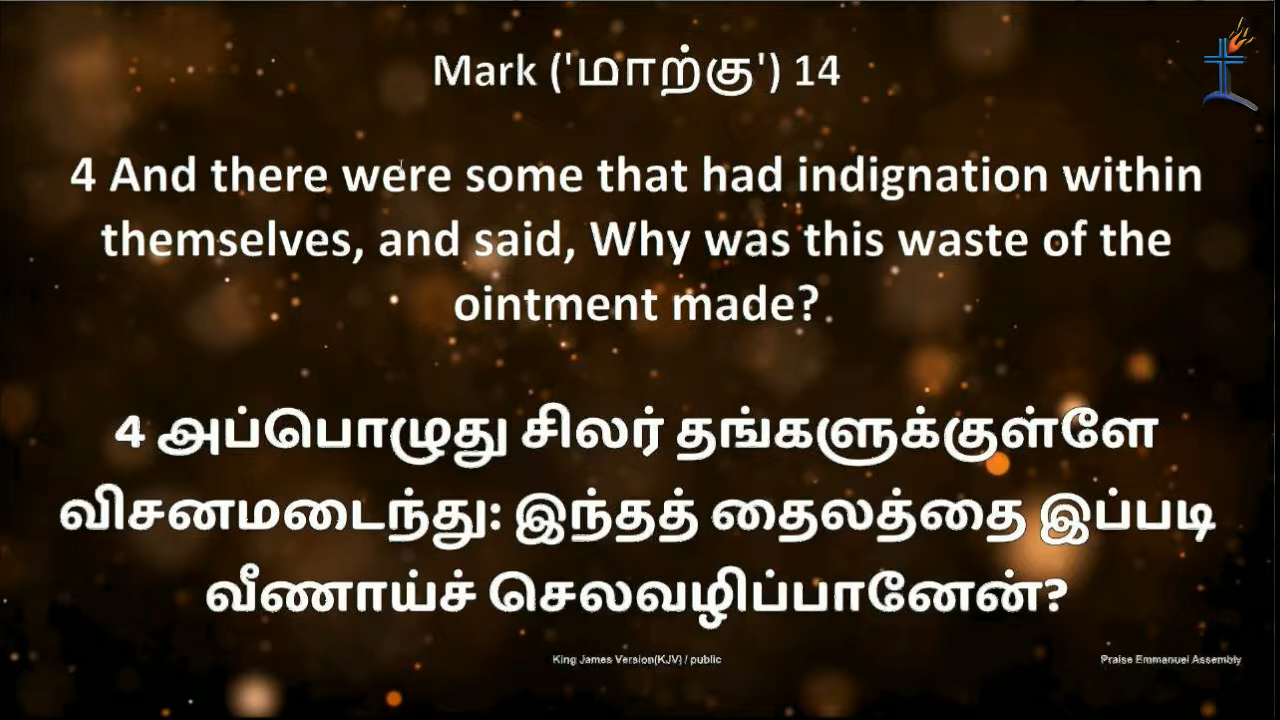 Mark ('மாற்கு') 14
4 And there were some that had indignation within
themselves, and said, Why was this waste of the
ointment made?
4 அப்பொழுது சிலர் தங்களுக்குள்ளே
விசனமடைந்து: இந்தத் தைலத்தை இப்படி
வீணாய்ச் செலவழிப்பானேன்?
King James Version(KJV) / public
Praise Emmanuel Assembly